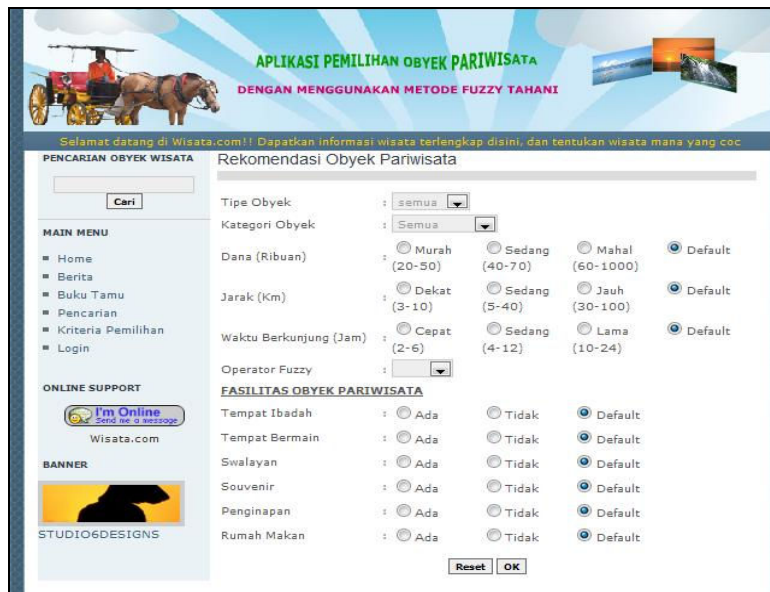 APLIKASI PEMILIHAN OBYEK PARIWISATA
DENGAN MENGGUNAKAN METODE FUZZY TAHANI
Selamat datang di Wisata.com!! Dapatkan informasi wisata terlengkap disini, dan tentukan wisata mana yang coc
PENCARIAN OBYEK WISATA
Cari
MAIN MENU
Home
Berita
Buku Tamu
Pencarian
Kriteria Pemilihan
Login
ONLINE SUPPORT
I'm Online
Send me a message
Wisata.com
BANNER
STUDIO6DESIGNS
Rekomendasi Obyek Pariwisata
Tipe Obyek : semua
Kategori Obyek : Semua
Dana (Ribuan) : Murah (20-50) Sedang (40-70) Mahal (60-1000) Default
Jarak (Km) : Dekat (3-10) Sedang (5-40) Jauh (30-100) Default
Waktu Berkunjung (Jam) : Cepat (2-6) Sedang (4-12) Lama (10-24) Default
Operator Fuzzy :
FASILITAS OBYEK PARIWISATA
Tempat Ibadah : Ada Tidak Default
Tempat Bermain : Ada Tidak Default
Swalayan : Ada Tidak Default
Souvenir : Ada Tidak Default
Penginapan : Ada Tidak Default
Rumah Makan : Ada Tidak Default
Reset OK